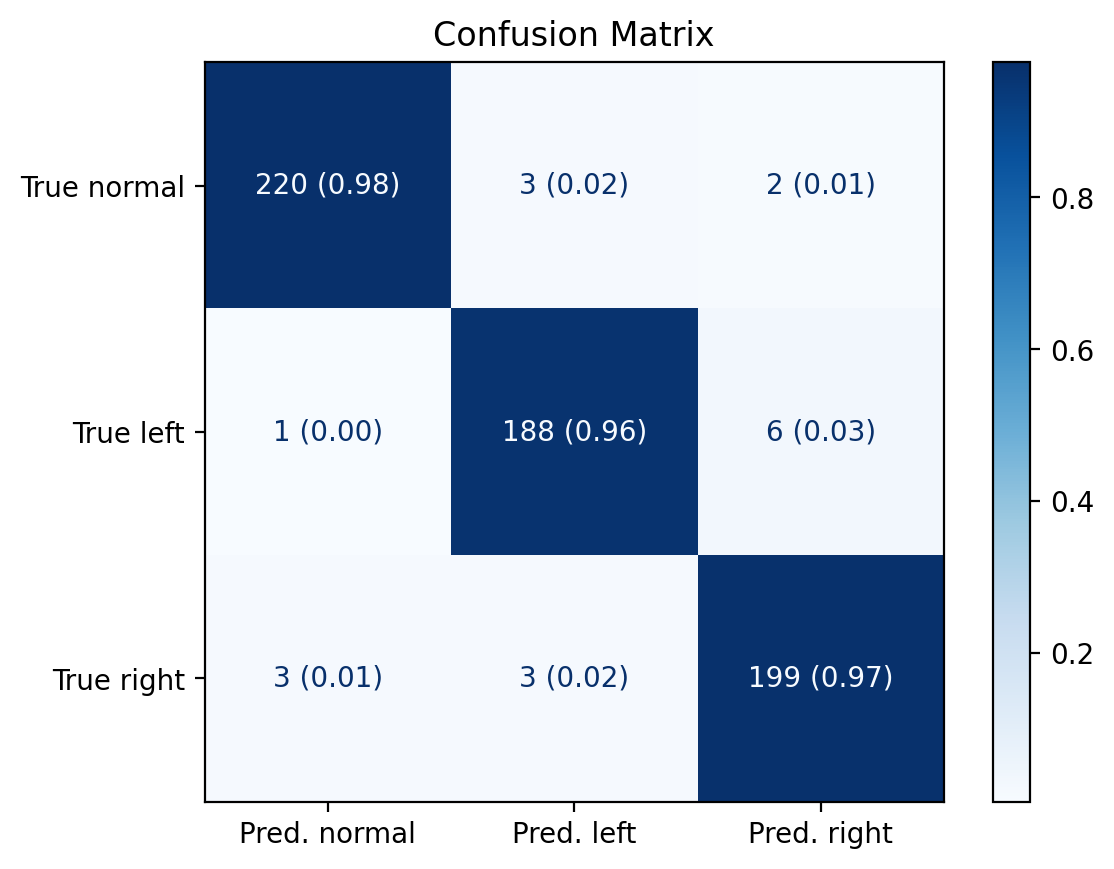 Confusion Matrix
True normal 220 (0.98) 3 (0.02) 2 (0.01) 0.8
0.6
True left 1 (0.00) 188 (0.96) 6 (0.03)
0.4
True right 3 (0.01) 3 (0.02) 199 (0.97) 0.2
Pred. normal Pred. left Pred. right